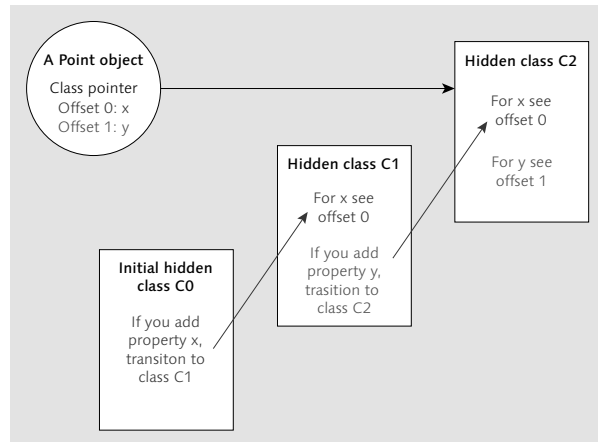 A Point object
Class pointer
Offset 0: x
Offset 1: y
Hidden class C2
For x see
offset 0
For y see
offset 1
Hidden class C1
For x see
offset 0
If you add
property y,
trasition to
class C2
Initial hidden
class C0
If you add
property x,
transiton to
class C1